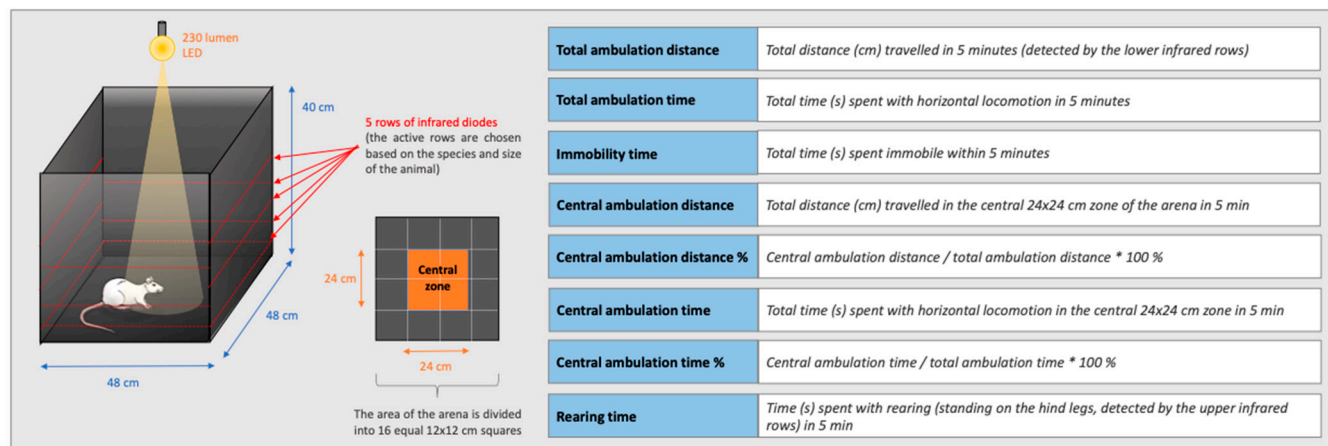 230 lumen
LED
40 cm
5 rows of infrared diodes
(the active rows are chosen
based on the species and size
of the animal)
24 cm
Central
zone
48 cm
48 cm
24 cm
The area of the arena is divided
into 16 equal 12x12 cm squares
Total ambulation distance
Total distance (cm) travelled in 5 minutes (detected by the lower infrared rows)
Total ambulation time
Total time (s) spent with horizontal locomotion in 5 minutes
Immobility time
Total time (s) spent immobile within 5 minutes
Central ambulation distance
Total distance (cm) travelled in the central 24x24 cm zone of the arena in 5 min
Central ambulation distance %
Central ambulation distance / total ambulation distance * 100 %
Central ambulation time
Total time (s) spent with horizontal locomotion in the central 24x24 cm zone in 5 min
Central ambulation time %
Central ambulation time / total ambulation time * 100 %
Rearing time
Time (s) spent with rearing (standing on the hind legs, detected by the upper infrared
rows) in 5 min